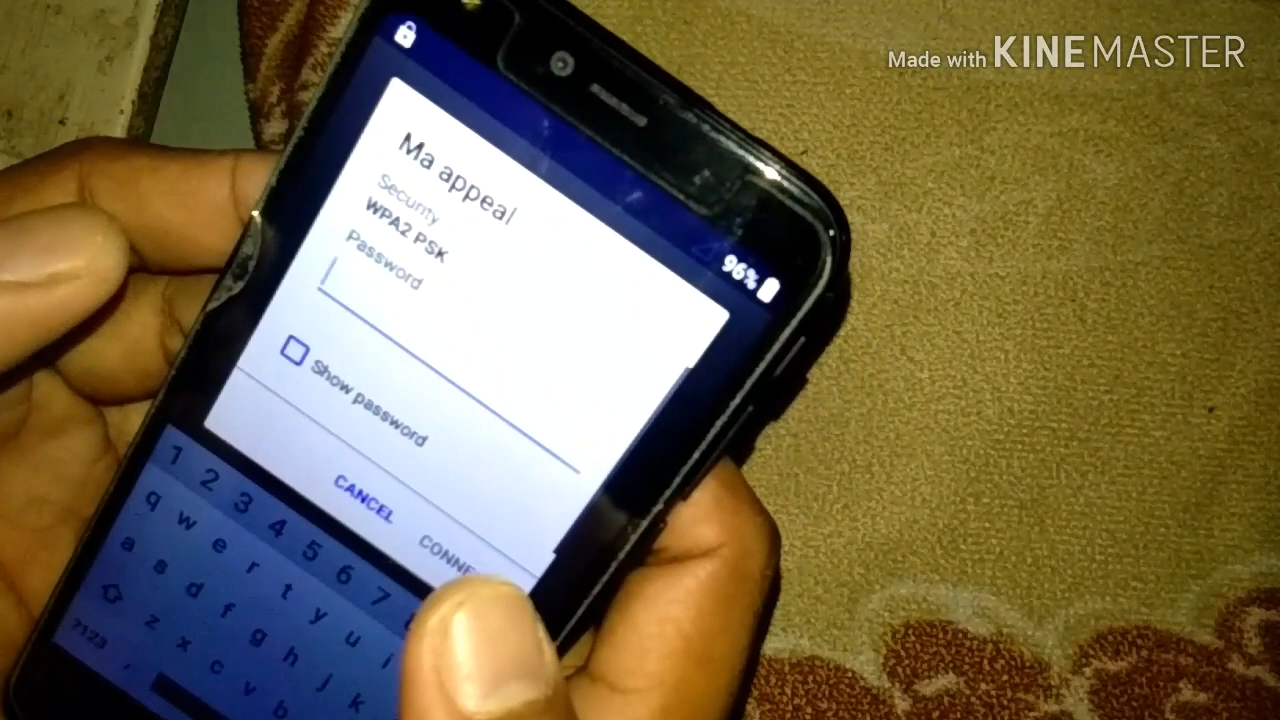 Made with KINEMASTER
96%
Ma appeal
Security
WPA2 PSK
Password
Show password
CANCEL
1 2 3 4 5 6 7
q w e r t y u i
a s d f g h j k
z x c v b
?123 ,